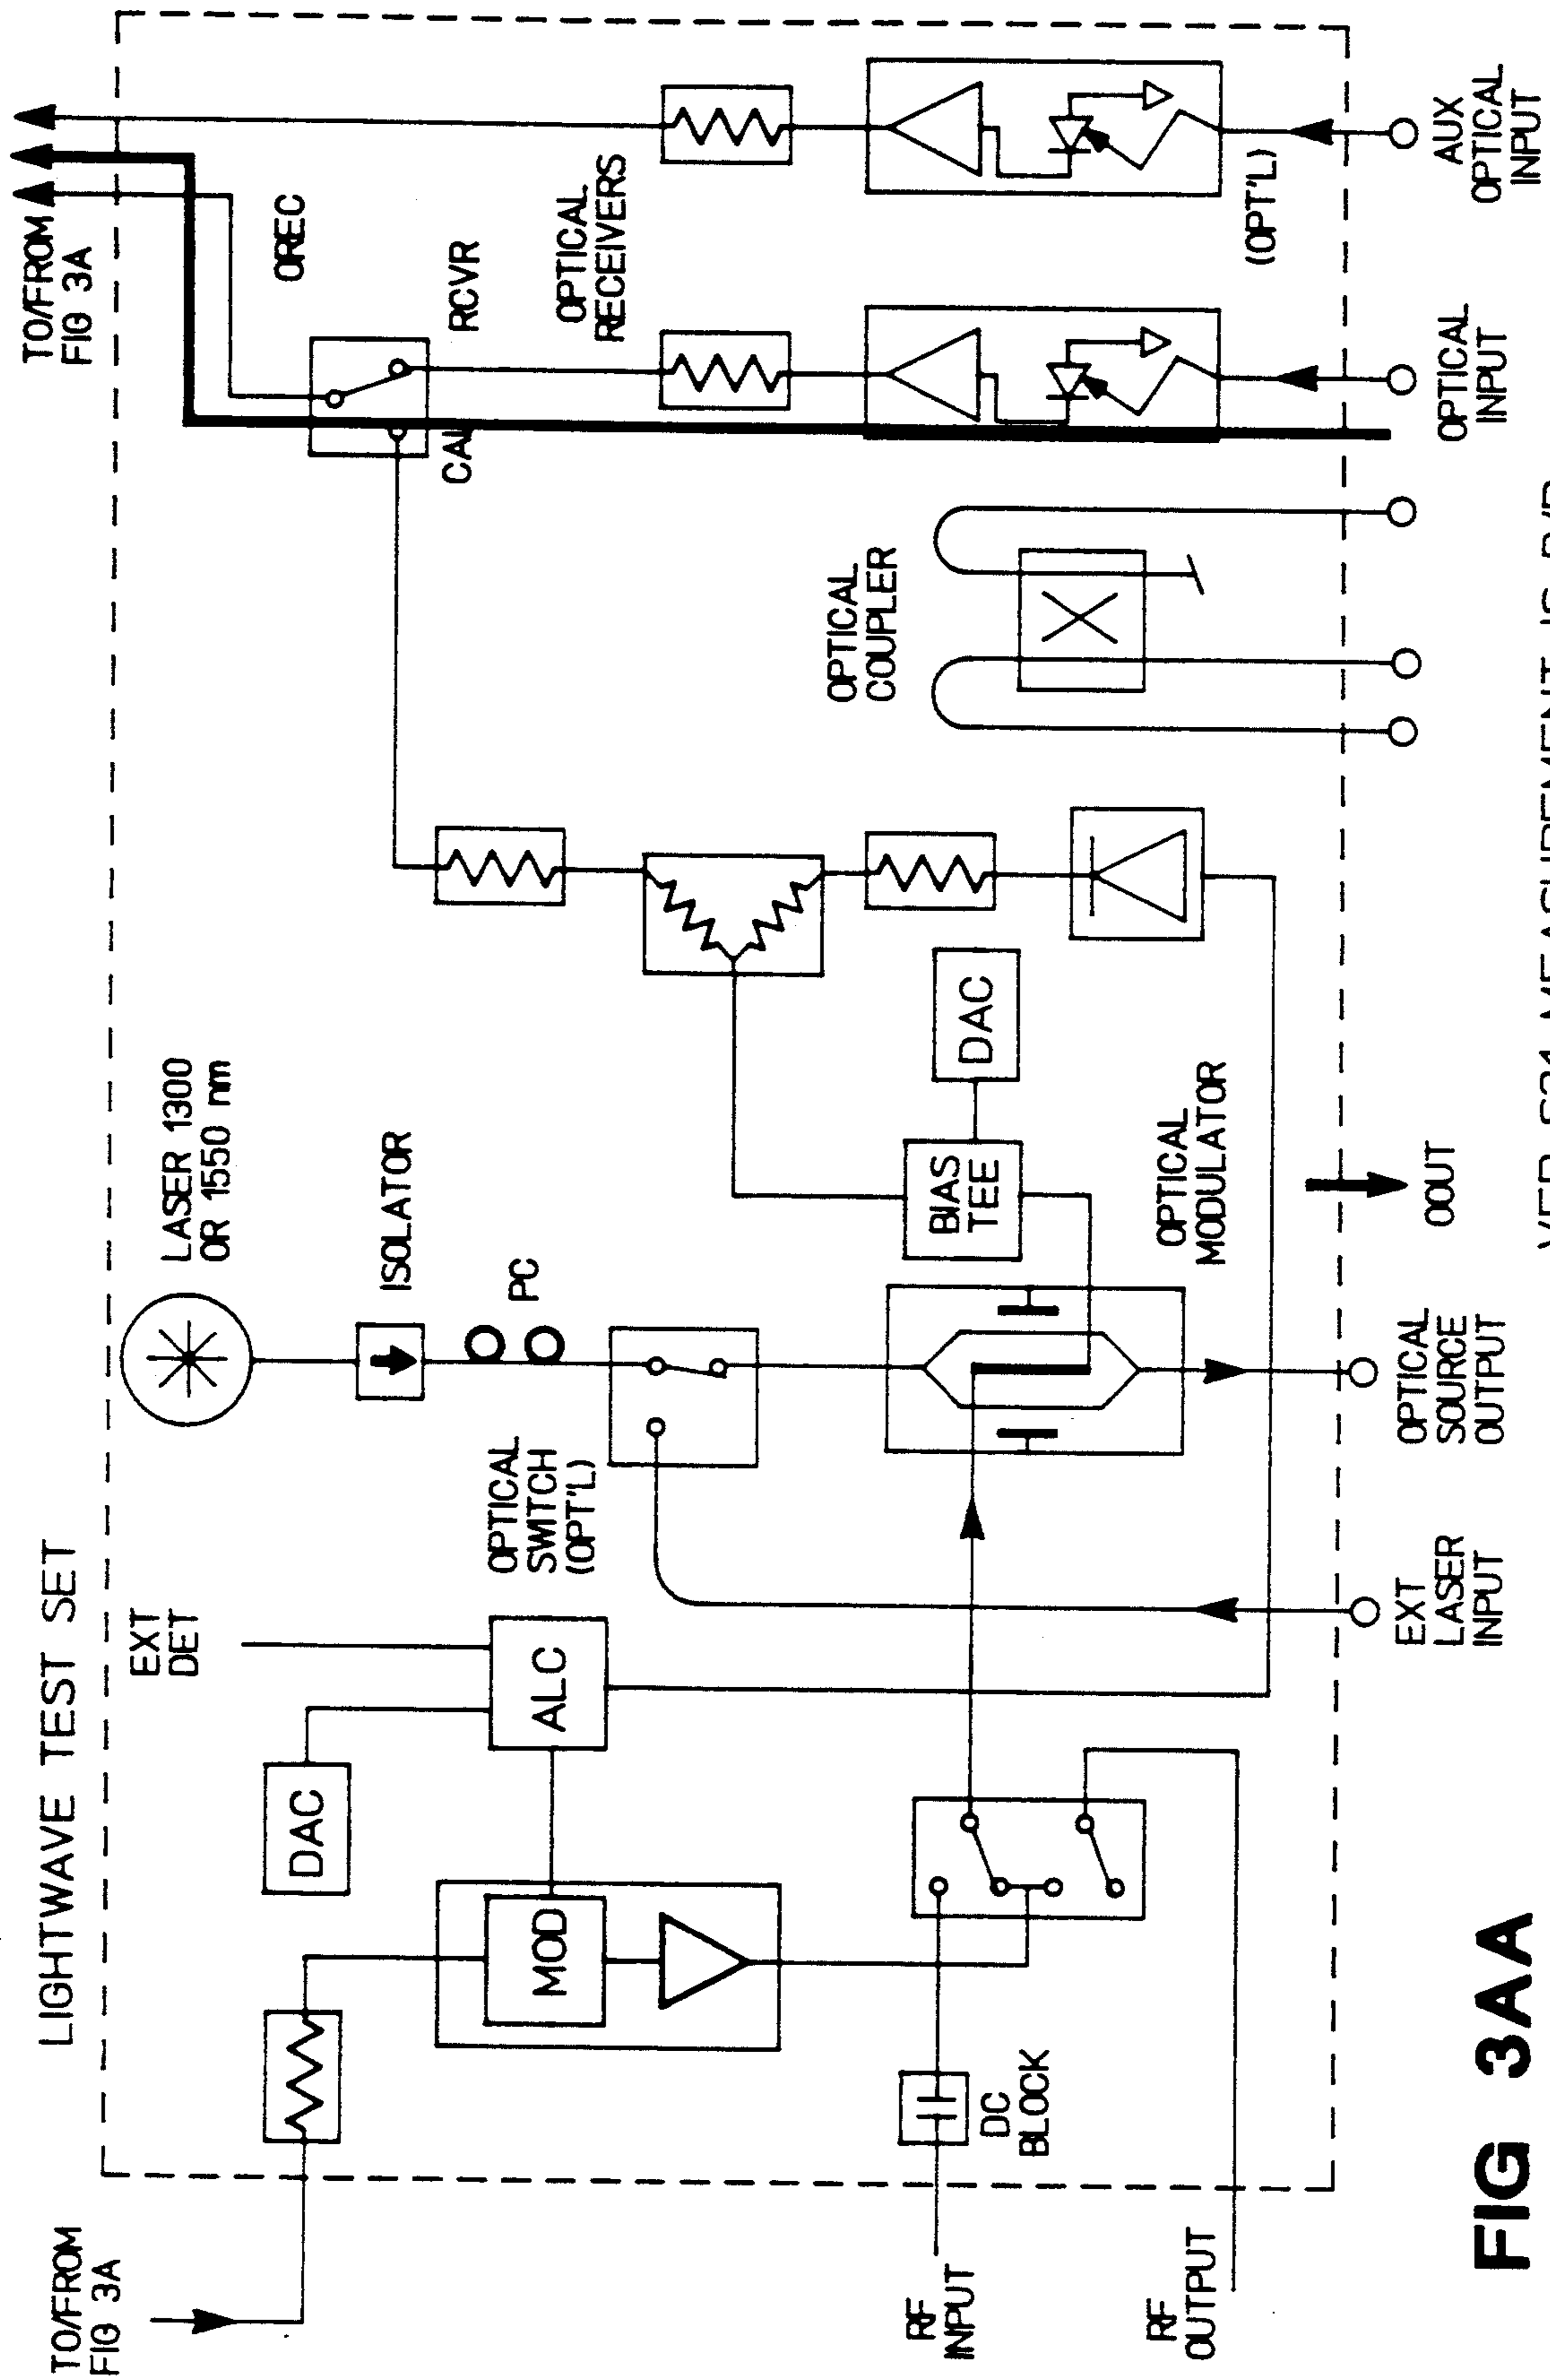 LIGHTWAVE TEST SET
TO/FROM
FIG 3A
EXT
DET
DAC
ALC
MOD
DC
BLOCK
RF
INPUT
RF
OUTPUT
LASER 1300
OR 1550 nm
ISOLATOR
PC
OPTICAL
SWITCH
(OPT'L)
BIAS
TEE
DAC
OPTICAL
MODULATOR
EXT
LASER
INPUT
OPTICAL
SOURCE
OUTPUT
OOUT
TO/FROM
FIG 3A
OREC
RCVR
CAL
OPTICAL
RECEIVERS
OPTICAL
COUPLER
(OPT'L)
OPTICAL
INPUT
AUX
OPTICAL
INPUT
FIG 3AA